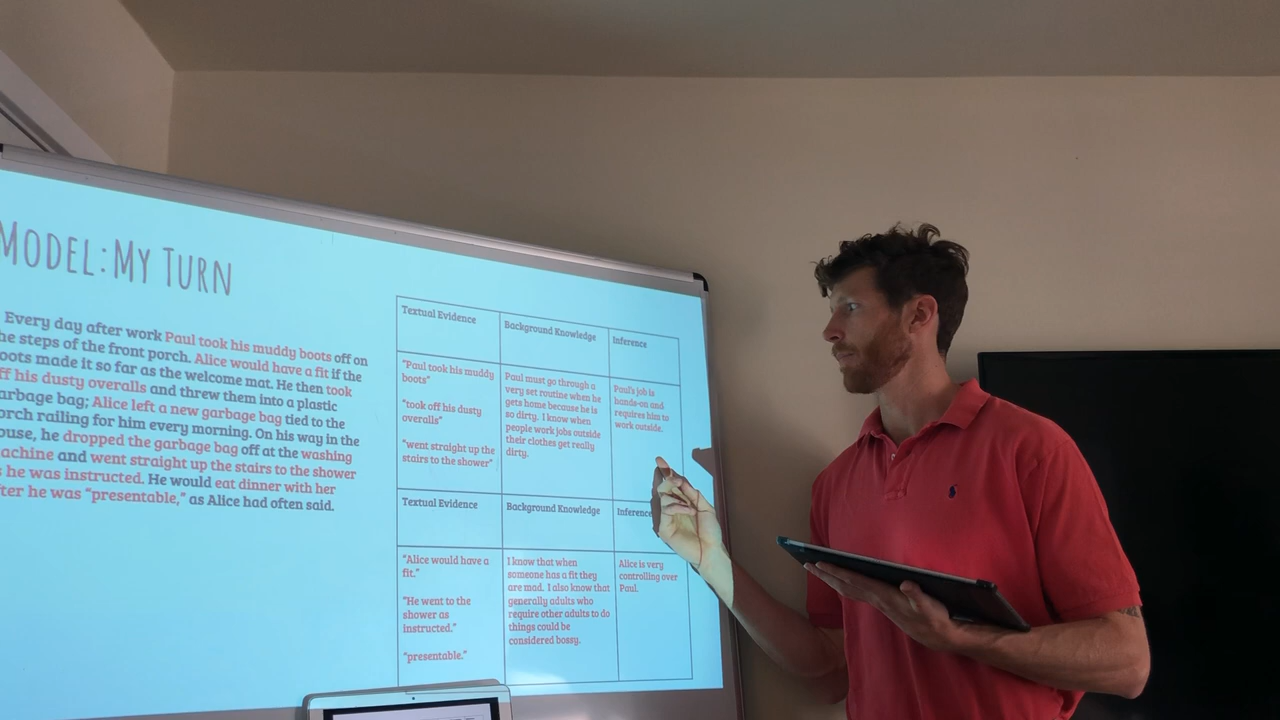 Model: My Turn
Every day after work Paul took his muddy boots off on
the steps of the front porch. Alice would have a fit if the
boots made it so far as the welcome mat. He then took
off his dusty overalls and threw them into a plastic
garbage bag; Alice left a new garbage bag tied to the
porch railing for him every morning. On his way in the
house, he dropped the garbage bag off at the washing
machine and went straight up the stairs to the shower
as he was instructed. He would eat dinner with her
after he was “presentable,” as Alice had often said.
Textual Evidence
Background Knowledge
Inference
"Paul took his muddy
boots"
"took off his dusty
overalls"
"went straight up the
stairs to the shower"
Paul must go through a
very set routine when he
gets home because he is
so dirty. I know when
people work jobs outside
their clothes get really
dirty.
Paul's job is
hands-on and
requires him to
work outside.
Textual Evidence
Background Knowledge
Inference
"Alice would have a
fit."
"He went to the
shower as
instructed."
"presentable."
I know that when
someone has a fit they
are mad. I also know that
generally adults who
require other adults to do
things could be
considered bossy.
Alice is very
controlling over
Paul.